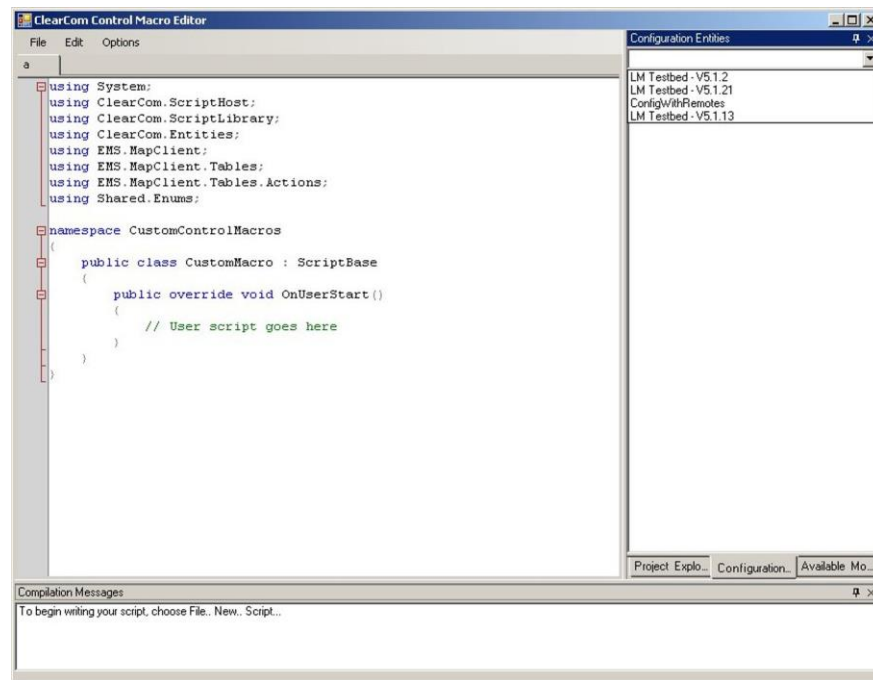 ClearCom Control Macro Editor
File Edit Options
a
using System;
using ClearCom.ScriptHost;
using ClearCom.ScriptLibrary;
using ClearCom.Entities;
using EMS.MapClient;
using EMS.MapClient.Tables;
using EMS.MapClient.Tables.Actions;
using Shared.Enums;
namespace CustomControlMacros
{
public class CustomMacro : ScriptBase
{
public override void OnUserStart()
{
// User script goes here
}
}
}
Configuration Entities
LM Testbed - V5.1.2
LM Testbed - V5.1.21
ConfigWithRemotes
LM Testbed - V5.1.13
Project Explo... Configuration... Available Mo...
Compilation Messages
To begin writing your script, choose File.. New.. Script...